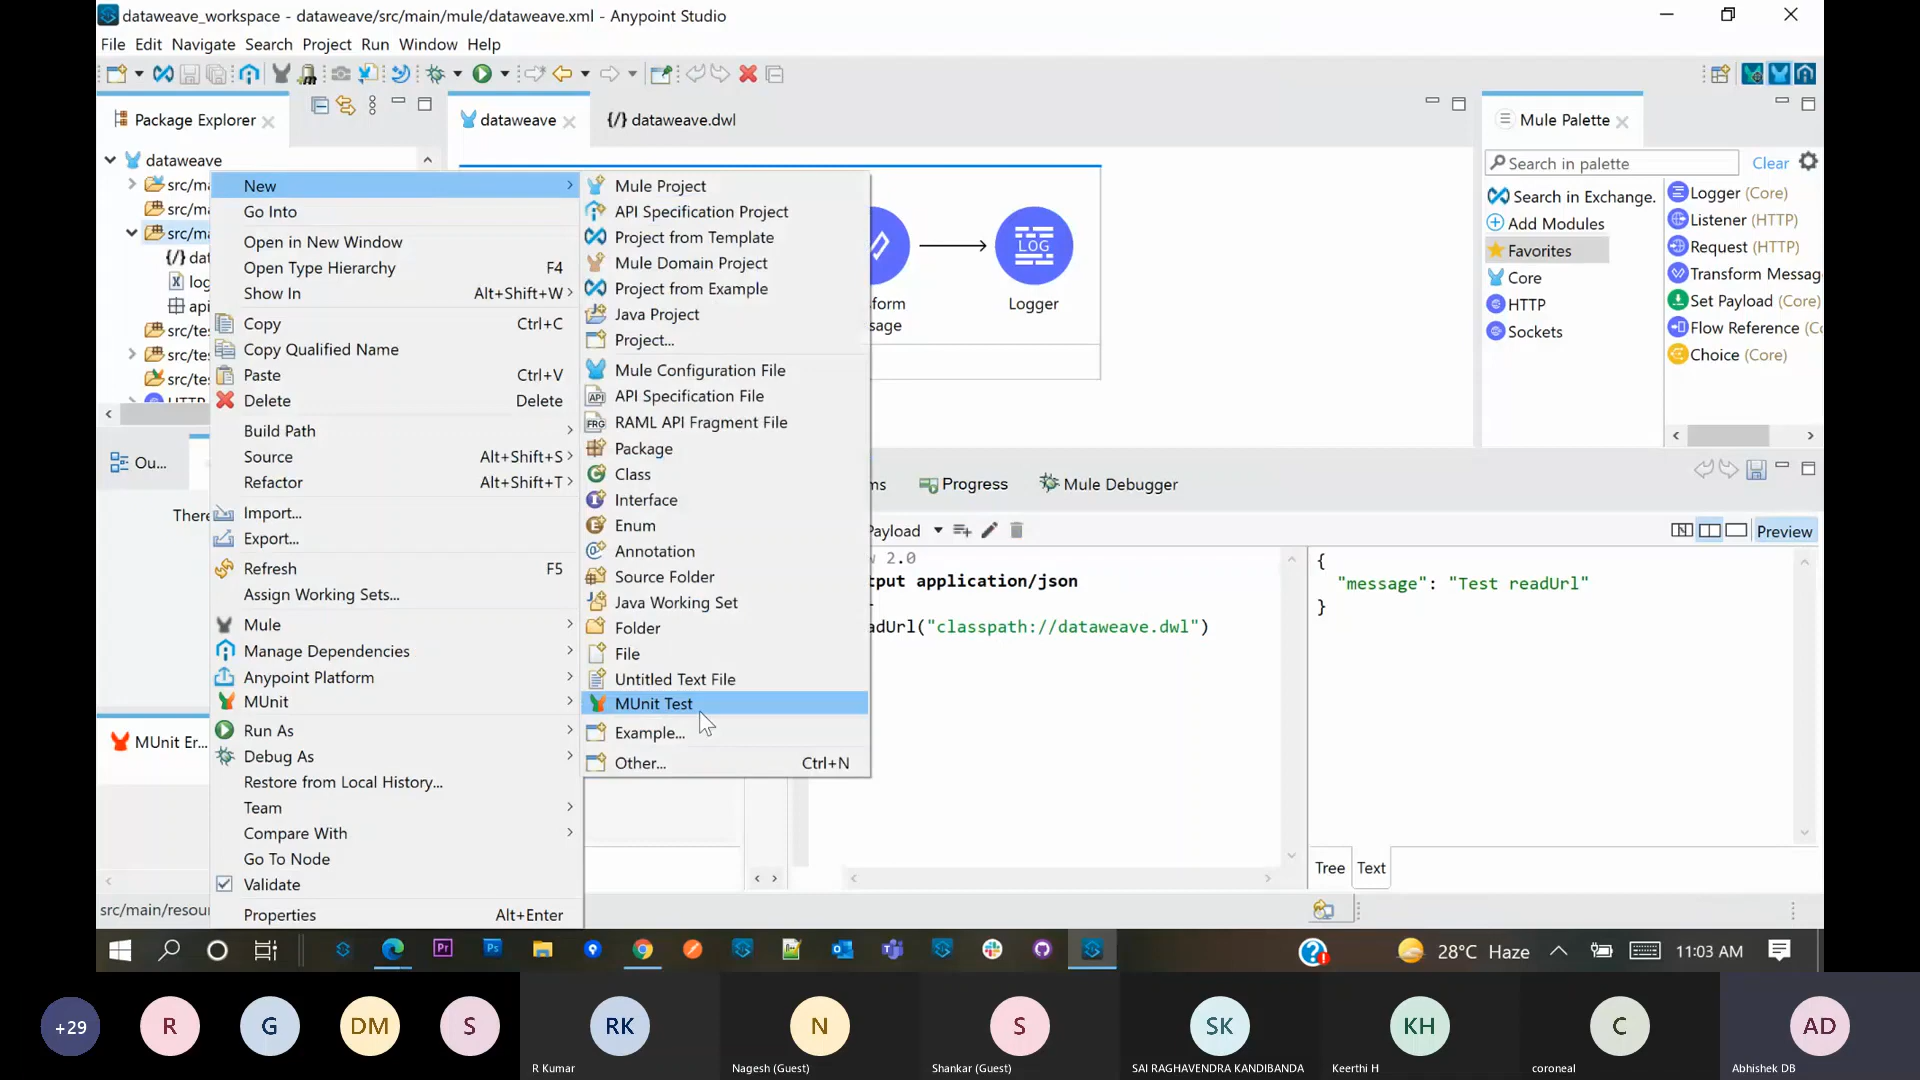 dataweave_workspace - dataweave/src/main/mule/dataweave.xml - Anypoint Studio
File Edit Navigate Search Project Run Window Help
Package Explorer
dataweave
{/} dataweave.dwl
Mule Palette
dataweave
Search in palette
Clear
src/ma
src/ma
src/ma
{/} dat
log
api
src/te
src/te
src/te
HTTP
New
Go Into
Open in New Window
Open Type Hierarchy F4
Show In Alt+Shift+W
Copy Ctrl+C
Copy Qualified Name
Paste Ctrl+V
Delete Delete
Build Path
Source Alt+Shift+S
Refactor Alt+Shift+T
Import...
Export...
Refresh F5
Assign Working Sets...
Mule
Manage Dependencies
Anypoint Platform
MUnit
Run As
Debug As
Restore from Local History...
Team
Compare With
Go To Node
Validate
Properties Alt+Enter
Mule Project
API Specification Project
Project from Template
Mule Domain Project
Project from Example
Java Project
Project...
Mule Configuration File
API Specification File
RAML API Fragment File
Package
Class
Interface
Enum
Annotation
Source Folder
Java Working Set
Folder
File
Untitled Text File
MUnit Test
Example...
Other... Ctrl+N
form
sage
LOG
Logger
Search in Exchange.
Add Modules
Favorites
Core
HTTP
Sockets
Logger (Core)
Listener (HTTP)
Request (HTTP)
Transform Messag
Set Payload (Core)
Flow Reference (Co
Choice (Core)
Ou...
There
MUnit Er...
src/main/resour
ms
Progress
Mule Debugger
Payload
Preview
w 2.0
tput application/json
-
adUrl("classpath://dataweave.dwl")
{
"message": "Test readUrl"
}
Tree Text
28°C Haze
11:03 AM
+29
R
G
DM
S
RK
N
S
SK
KH
C
AD
R Kumar
Nagesh (Guest)
Shankar (Guest)
SAI RAGHAVENDRA KANDIBANDA
Keerthi H
coroneal
Abhishek DB